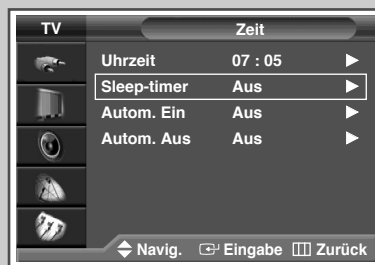 TV Zeit
Uhrzeit 07 : 05
Sleep-timer Aus
Autom. Ein Aus
Autom. Aus Aus
Navig. Eingabe Zurück